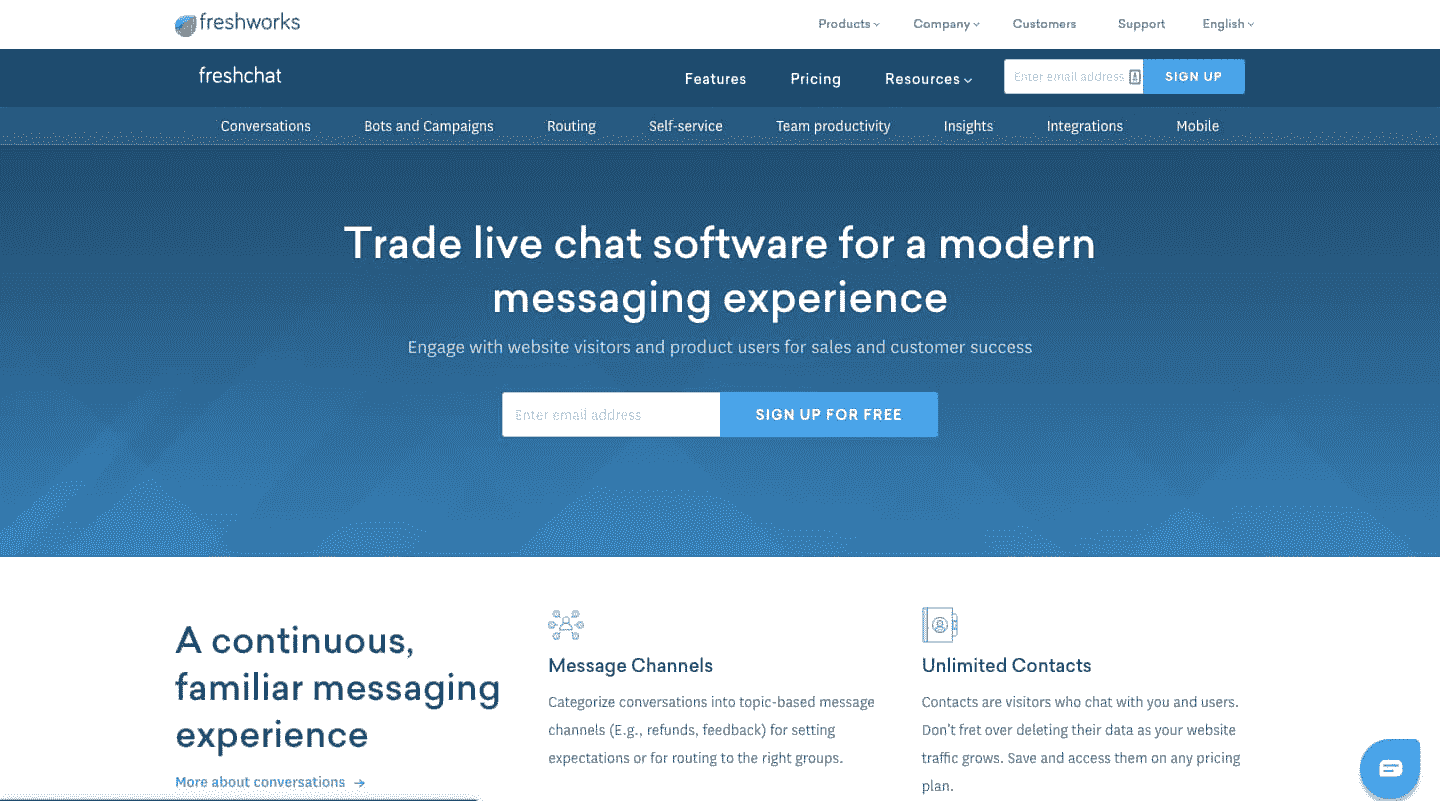 freshworks
Products
Company
Customers
Support
English
freshchat
Features
Pricing
Resources
Enter email address
SIGN UP
Conversations
Bots and Campaigns
Routing
Self-service
Team productivity
Insights
Integrations
Mobile
Trade live chat software for a modern
messaging experience
Engage with website visitors and product users for sales and customer success
Enter email address
SIGN UP FOR FREE
A continuous,
familiar messaging
experience
More about conversations →
Message Channels
Categorize conversations into topic-based message
channels (E.g., refunds, feedback) for setting
expectations or for routing to the right groups.
Unlimited Contacts
Contacts are visitors who chat with you and users.
Don't fret over deleting their data as your website
traffic grows. Save and access them on any pricing
plan.